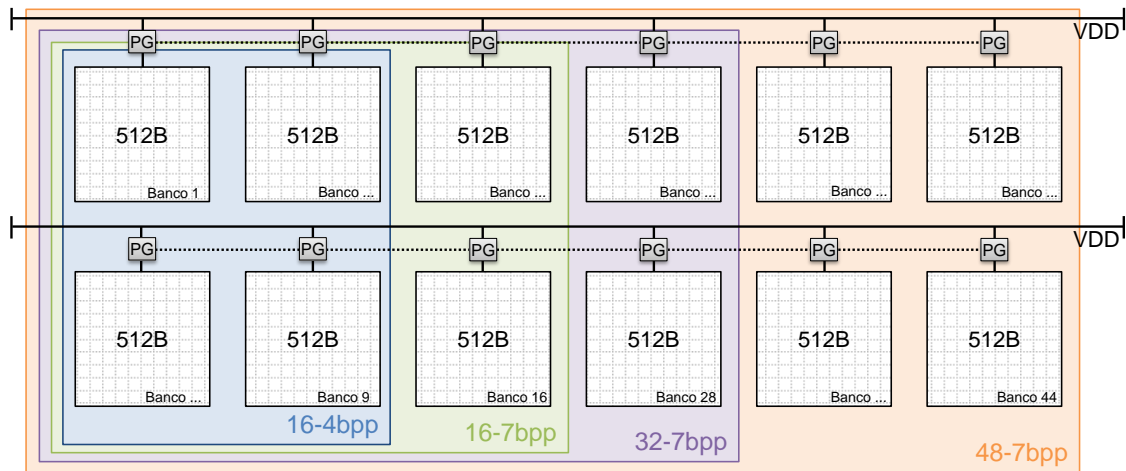 VDD
PG PG PG PG PG PG
512B 512B 512B 512B 512B 512B
Banco 1 Banco ... Banco ... Banco ... Banco ... Banco ...
VDD
PG PG PG PG PG PG
512B 512B 512B 512B 512B 512B
Banco ... Banco 9 Banco 16 Banco 28 Banco ... Banco 44
16-4bpp 16-7bpp 32-7bpp 48-7bpp